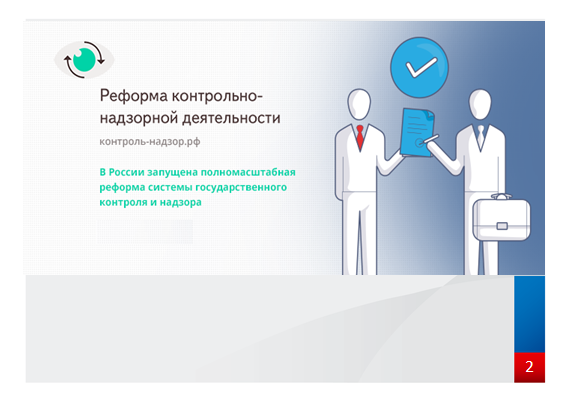 Реформа контрольно-
надзорной деятельности
контроль-надзор.рф
В России запущена полномасштабная
реформа системы государственного
контроля и надзора
2